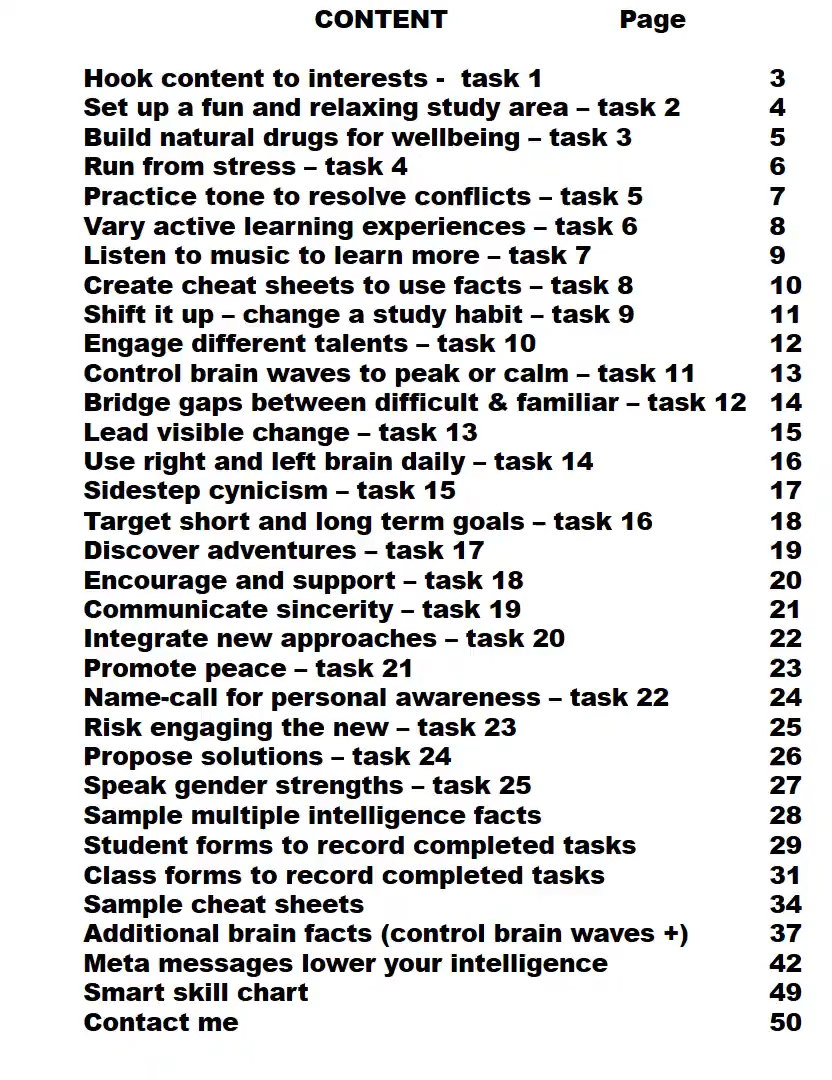 CONTENT Page
Hook content to interests - task 1 3
Set up a fun and relaxing study area – task 2 4
Build natural drugs for wellbeing – task 3 5
Run from stress – task 4 6
Practice tone to resolve conflicts – task 5 7
Vary active learning experiences – task 6 8
Listen to music to learn more – task 7 9
Create cheat sheets to use facts – task 8 10
Shift it up – change a study habit – task 9 11
Engage different talents – task 10 12
Control brain waves to peak or calm – task 11 13
Bridge gaps between difficult & familiar – task 12 14
Lead visible change – task 13 15
Use right and left brain daily – task 14 16
Sidestep cynicism – task 15 17
Target short and long term goals – task 16 18
Discover adventures – task 17 19
Encourage and support – task 18 20
Communicate sincerity – task 19 21
Integrate new approaches – task 20 22
Promote peace – task 21 23
Name-call for personal awareness – task 22 24
Risk engaging the new – task 23 25
Propose solutions – task 24 26
Speak gender strengths – task 25 27
Sample multiple intelligence facts 28
Student forms to record completed tasks 29
Class forms to record completed tasks 31
Sample cheat sheets 34
Additional brain facts (control brain waves +) 37
Meta messages lower your intelligence 42
Smart skill chart 49
Contact me 50